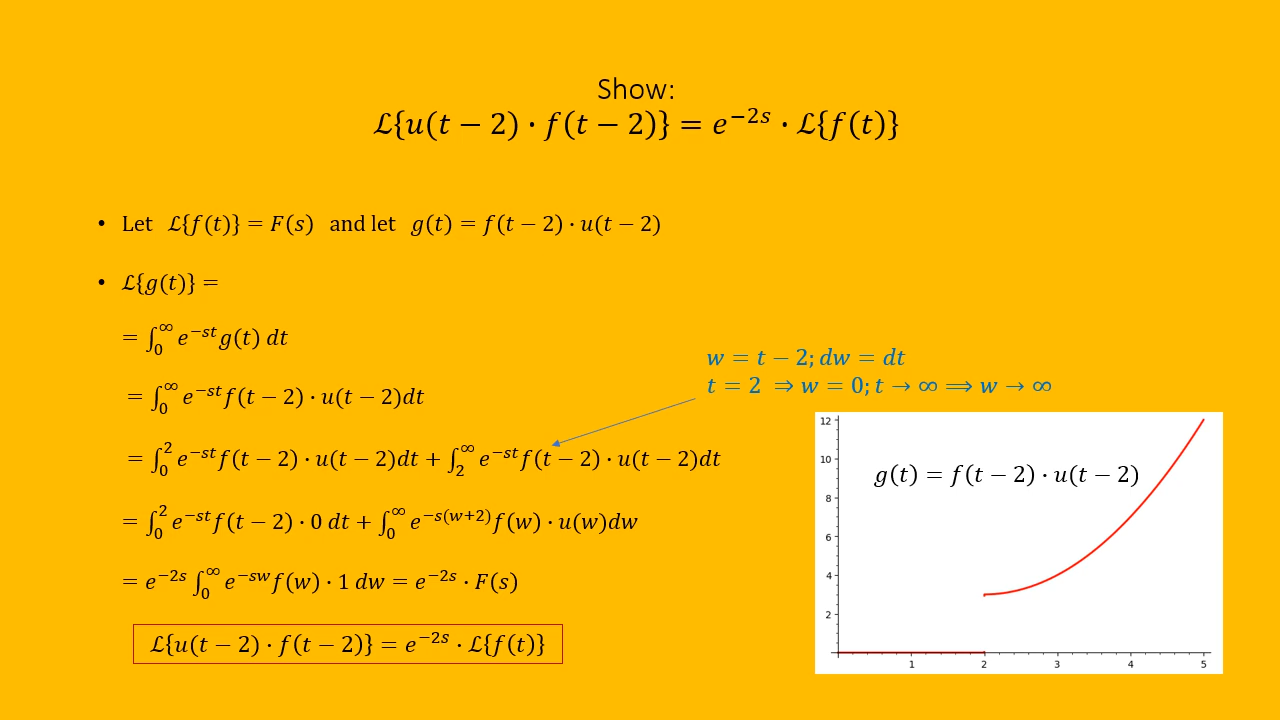 Show:
ℒ{u(t − 2) · f(t − 2)} = e^{−2s} · ℒ{f(t)}
• Let ℒ{f(t)} = F(s) and let g(t) = f(t − 2) · u(t − 2)
• ℒ{g(t)} =
= ∫_0^∞ e^{−st} g(t) dt
= ∫_0^∞ e^{−st} f(t − 2) · u(t − 2)dt
w = t − 2; dw = dt
t = 2 ⇒ w = 0; t → ∞ ⟹ w → ∞
= ∫_0^2 e^{−st} f(t − 2) · u(t − 2)dt + ∫_2^∞ e^{−st} f(t − 2) · u(t − 2)dt
= ∫_0^2 e^{−st} f(t − 2) · 0 dt + ∫_0^∞ e^{−s(w+2)} f(w) · u(w)dw
= e^{−2s} ∫_0^∞ e^{−sw} f(w) · 1 dw = e^{−2s} · F(s)
ℒ{u(t − 2) · f(t − 2)} = e^{−2s} · ℒ{f(t)}
g(t) = f(t − 2) · u(t − 2)
12
10
8
6
4
2
1 2 3 4 5